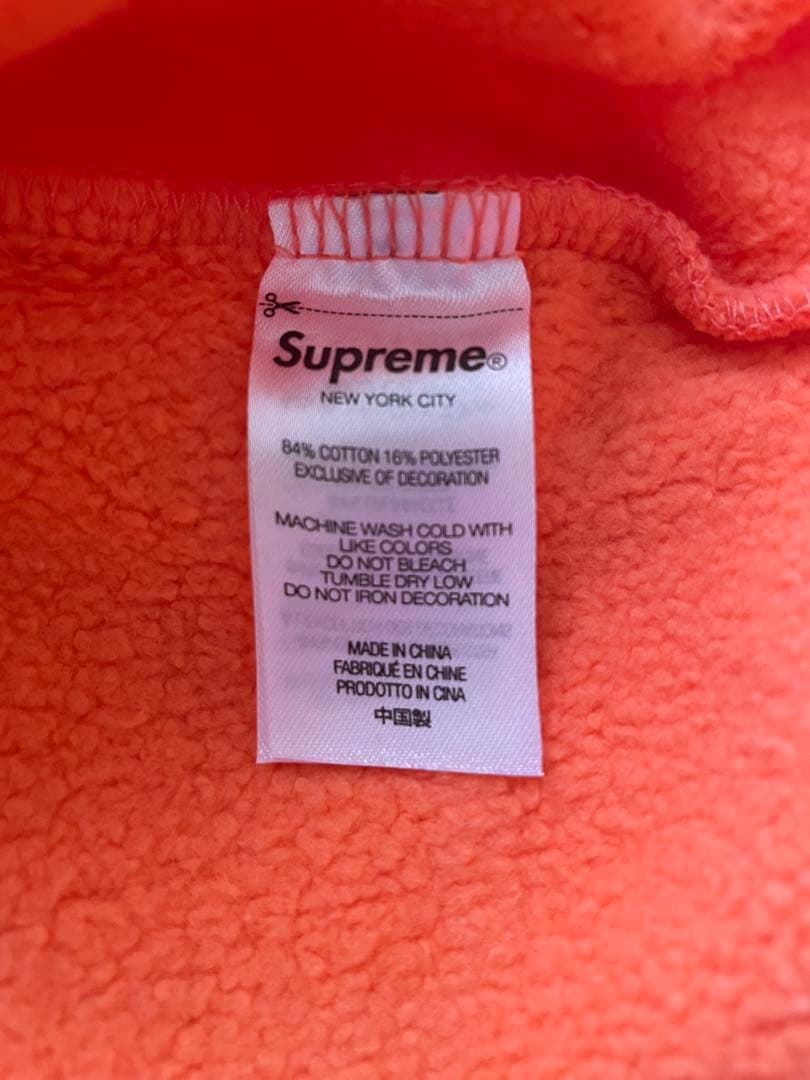 Supreme®
NEW YORK CITY
84% COTTON 16% POLYESTER
EXCLUSIVE OF DECORATION
MACHINE WASH COLD WITH
LIKE COLORS
DO NOT BLEACH
TUMBLE DRY LOW
DO NOT IRON DECORATION
MADE IN CHINA
FABRIQUÉ EN CHINE
PRODOTTO IN CINA
中国製